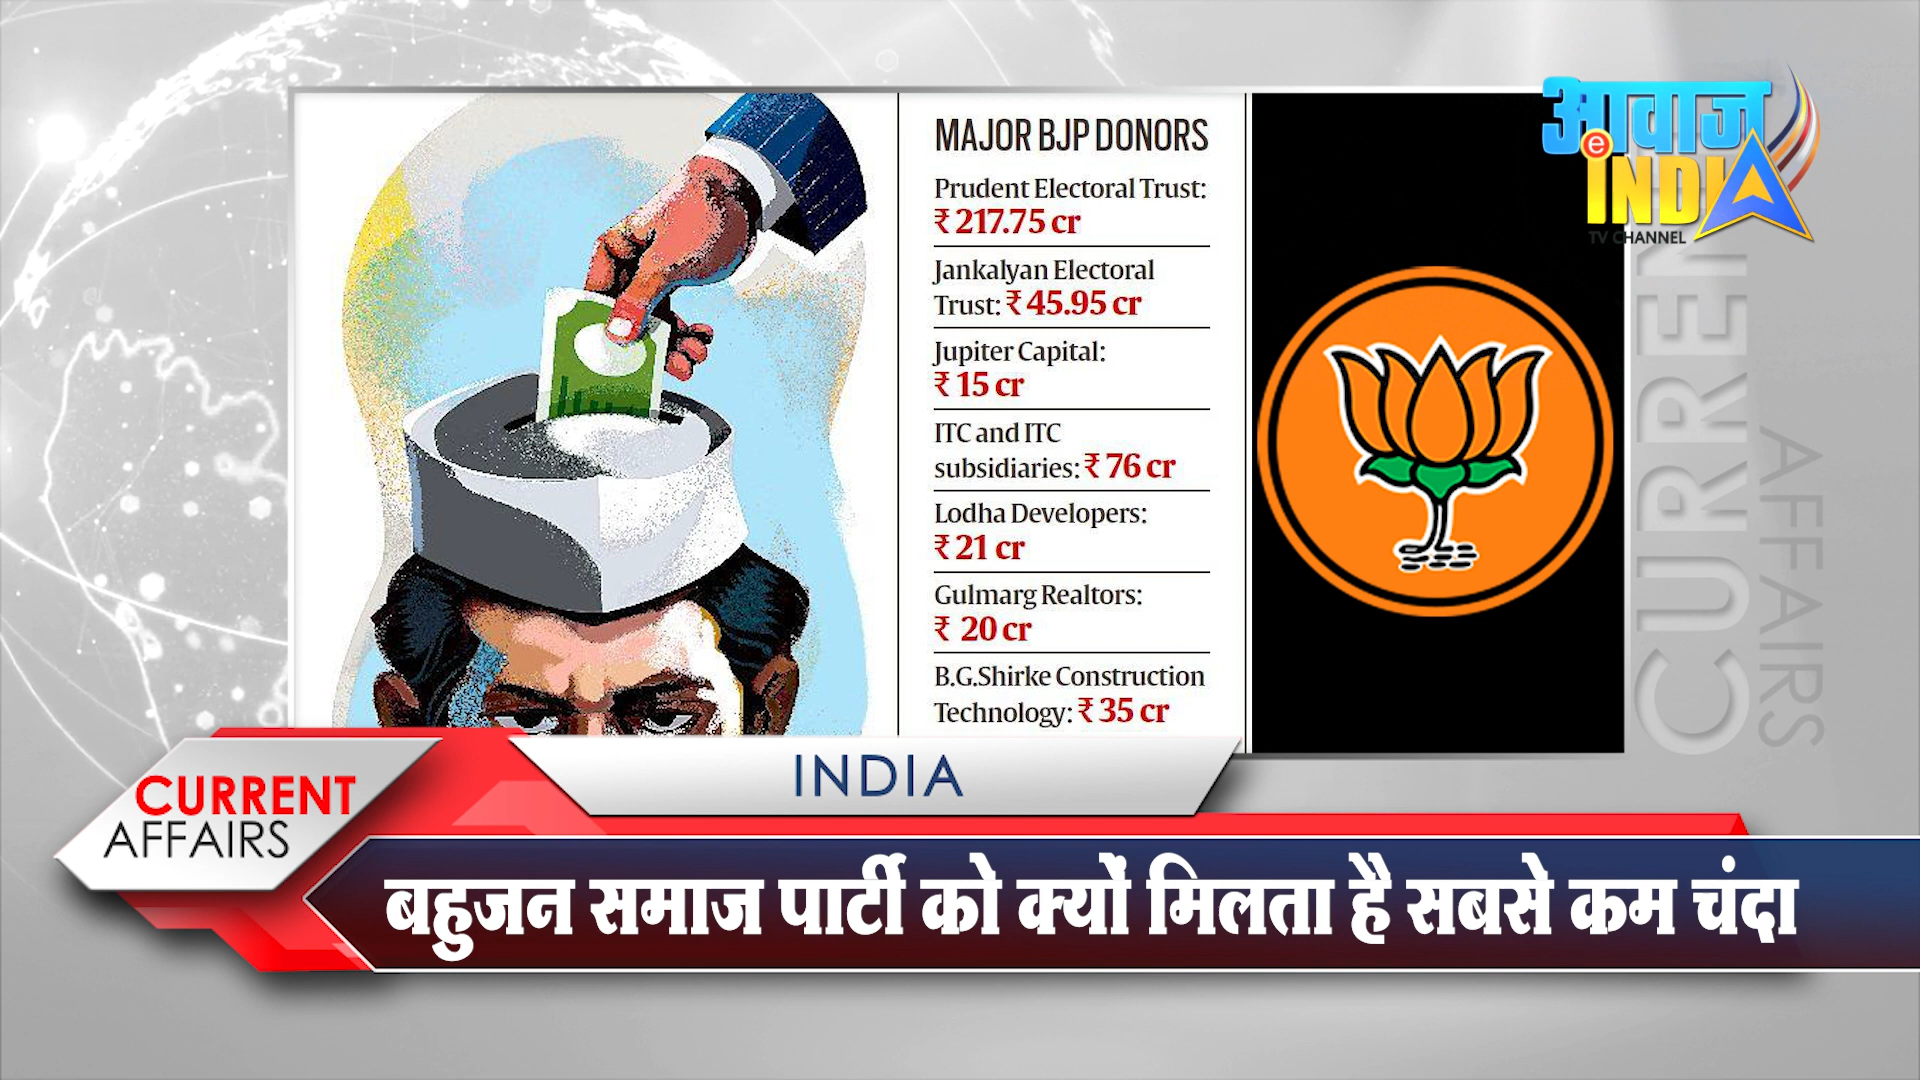 आवाज
e
INDIA
TV CHANNEL
MAJOR BJP DONORS
Prudent Electoral Trust:
₹ 217.75 cr
Jankalyan Electoral
Trust: ₹ 45.95 cr
Jupiter Capital:
₹ 15 cr
ITC and ITC
subsidiaries: ₹ 76 cr
Lodha Developers:
₹ 21 cr
Gulmarg Realtors:
₹ 20 cr
B.G.Shirke Construction
Technology: ₹ 35 cr
CURRENT
AFFAIRS
INDIA
CURRENT
AFFAIRS
बहुजन समाज पार्टी को क्यों मिलता है सबसे कम चंदा